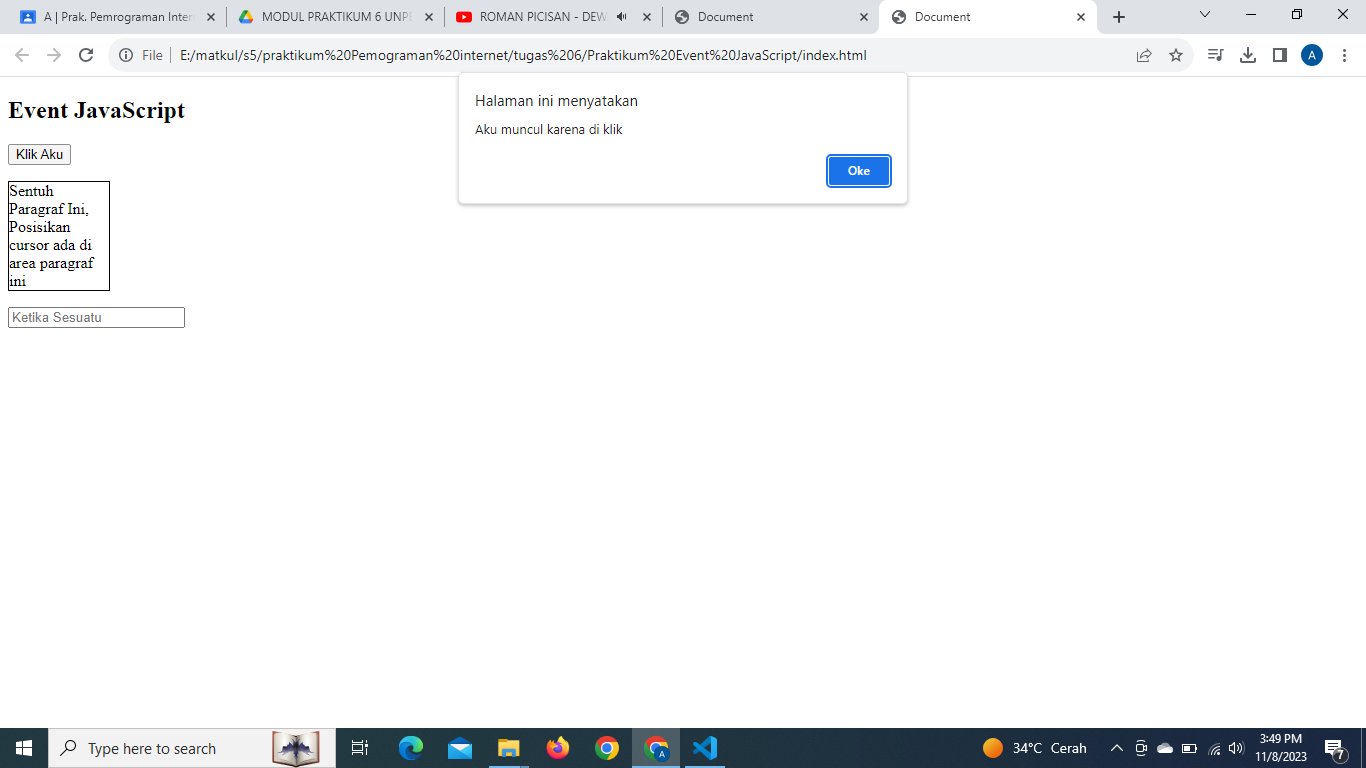 A | Prak. Pemrograman Inter
MODUL PRAKTIKUM 6 UNPE
ROMAN PICISAN - DEW
Document
Document
File
E:/matkul/s5/praktikum%20Pemograman%20internet/tugas%206/Praktikum%20Event%20JavaScript/index.html
A
Halaman ini menyatakan
Aku muncul karena di klik
Oke
Event JavaScript
Klik Aku
Sentuh
Paragraf Ini,
Posisikan
cursor ada di
area paragraf
ini
Ketika Sesuatu
Type here to search
A
34°C Cerah
3:49 PM
11/8/2023
7